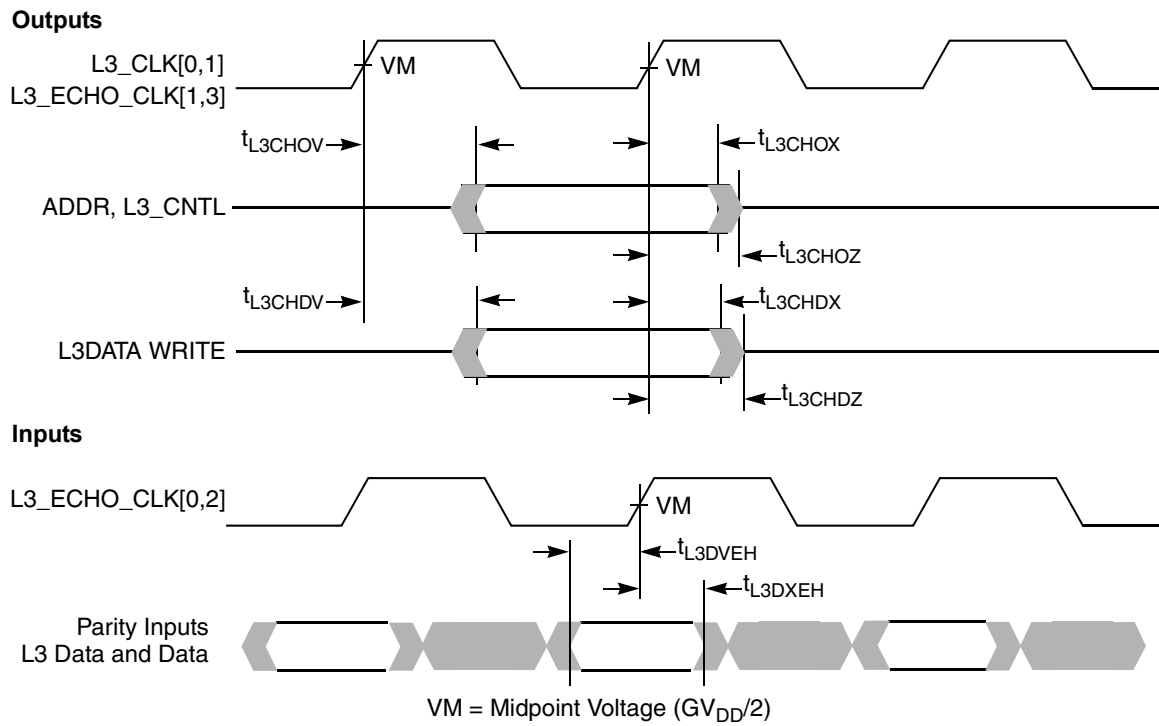 Outputs
L3_CLK[0,1]
VM
VM
L3_ECHO_CLK[1,3]
tL3CHOV
tL3CHOX
ADDR, L3_CNTL
tL3CHOZ
tL3CHDV
tL3CHDX
L3DATA WRITE
tL3CHDZ
Inputs
L3_ECHO_CLK[0,2]
VM
tL3DVEH
tL3DXEH
Parity Inputs
L3 Data and Data
VM = Midpoint Voltage (GVDD/2)